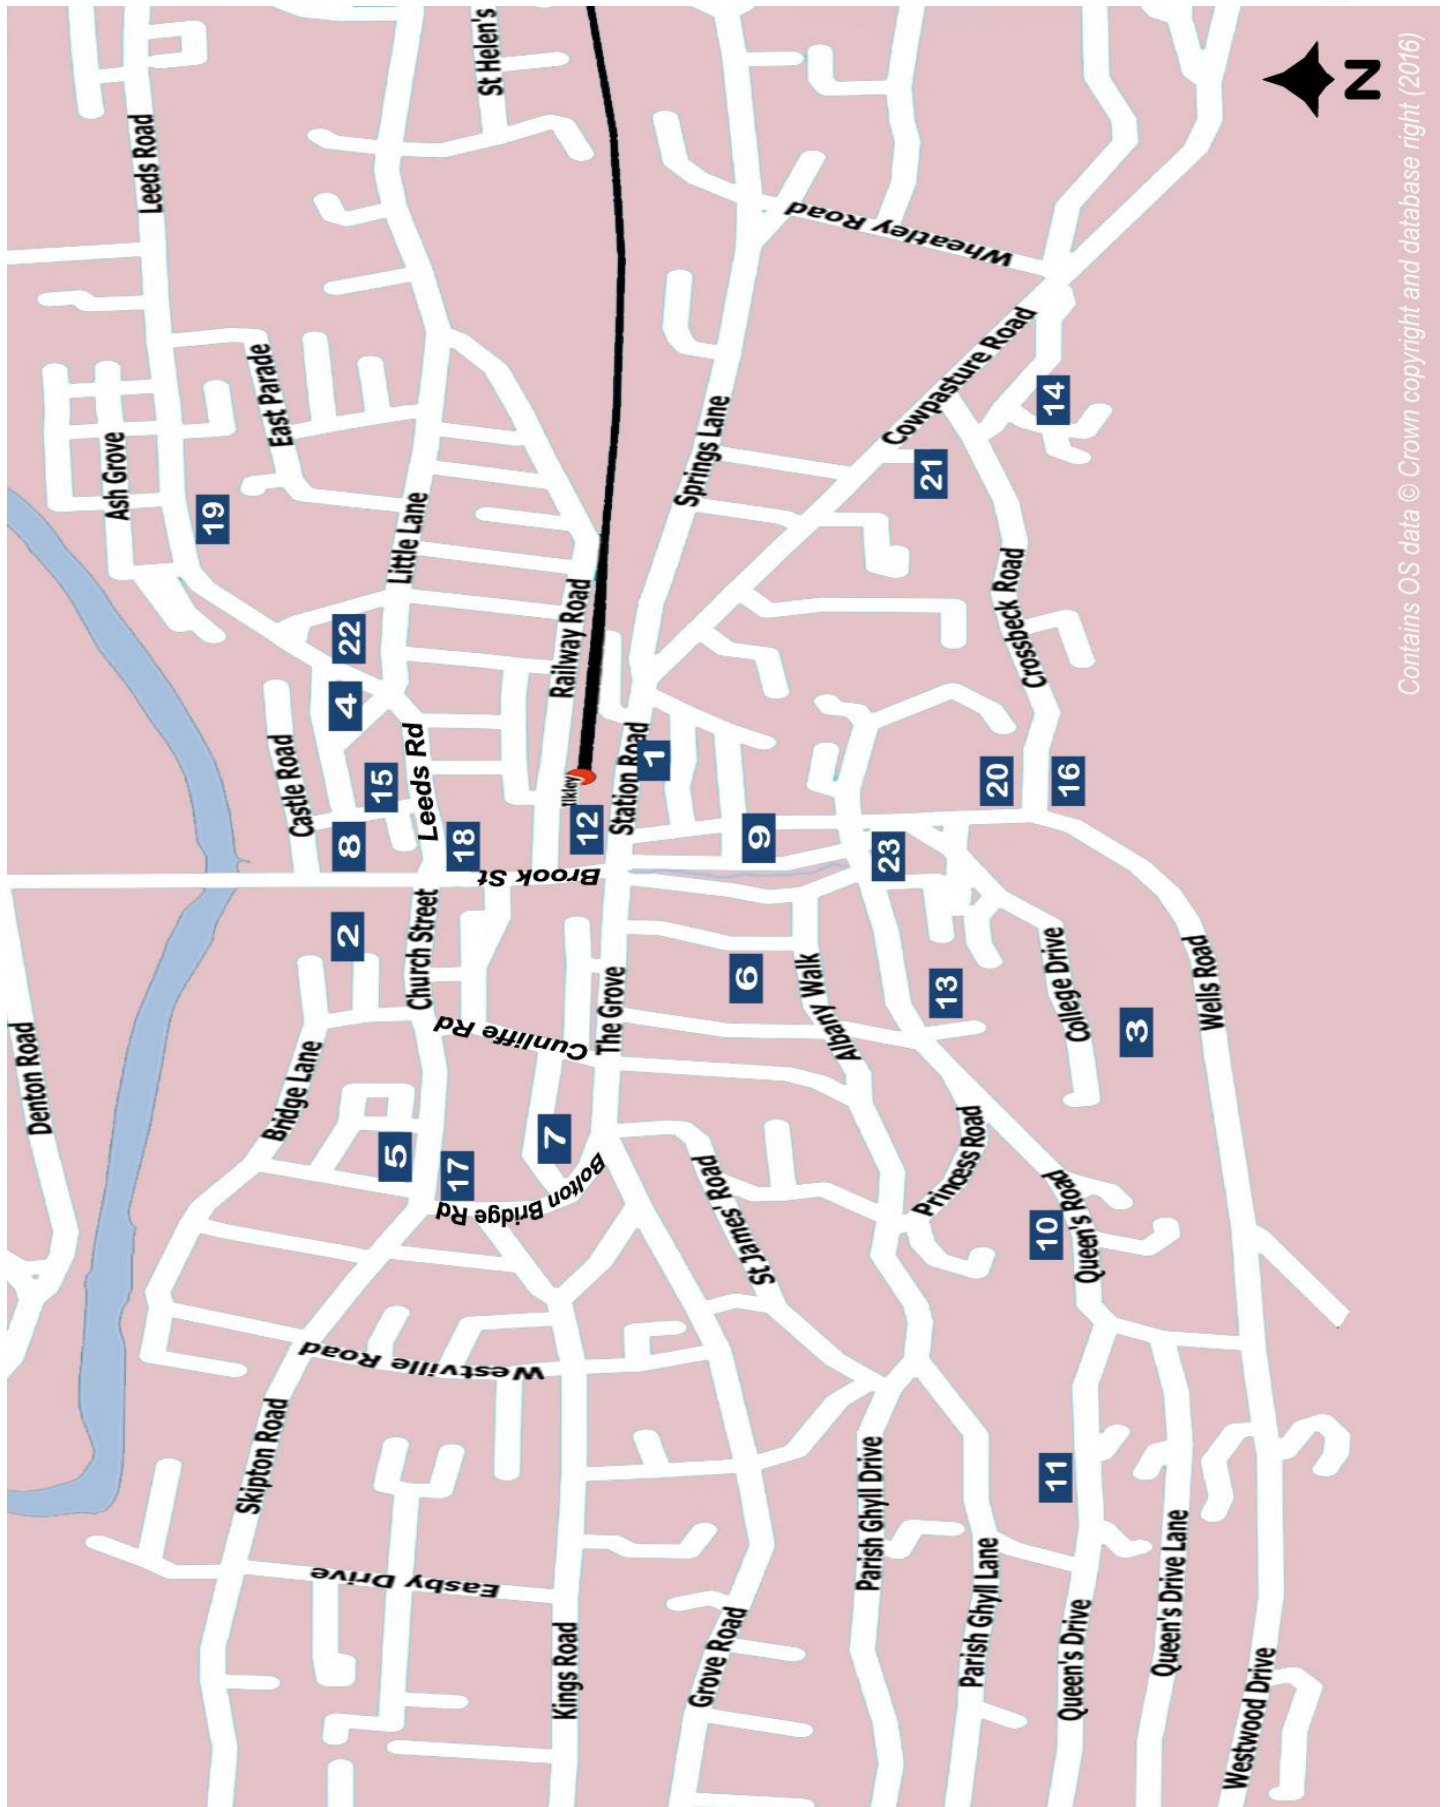 St Helen's
Leeds Road
N
Contains OS data © Crown copyright and database right (2016)
Wheatley Road
East Parade
Ash Grove
Cowpasture Road
Springs Lane
14
21
19
Little Lane
Crossbeck Road
22
Railway Road
4
Castle Road
15
Leeds Rd
Ilkley
Station Road
1
20
16
8
18
12
9
23
Brook St
2
Church Street
6
The Grove
Albany Walk
13
College Drive
Wells Road
3
Denton Road
Bridge Lane
Cunliffe Rd
5
17
7
Bolton Bridge Rd
St James' Road
Princess Road
10
Queen's Road
Westville Road
Skipton Road
11
Parish Ghyll Drive
Easby Drive
Kings Road
Grove Road
Parish Ghyll Lane
Queen's Drive
Queen's Drive Lane
Westwood Drive